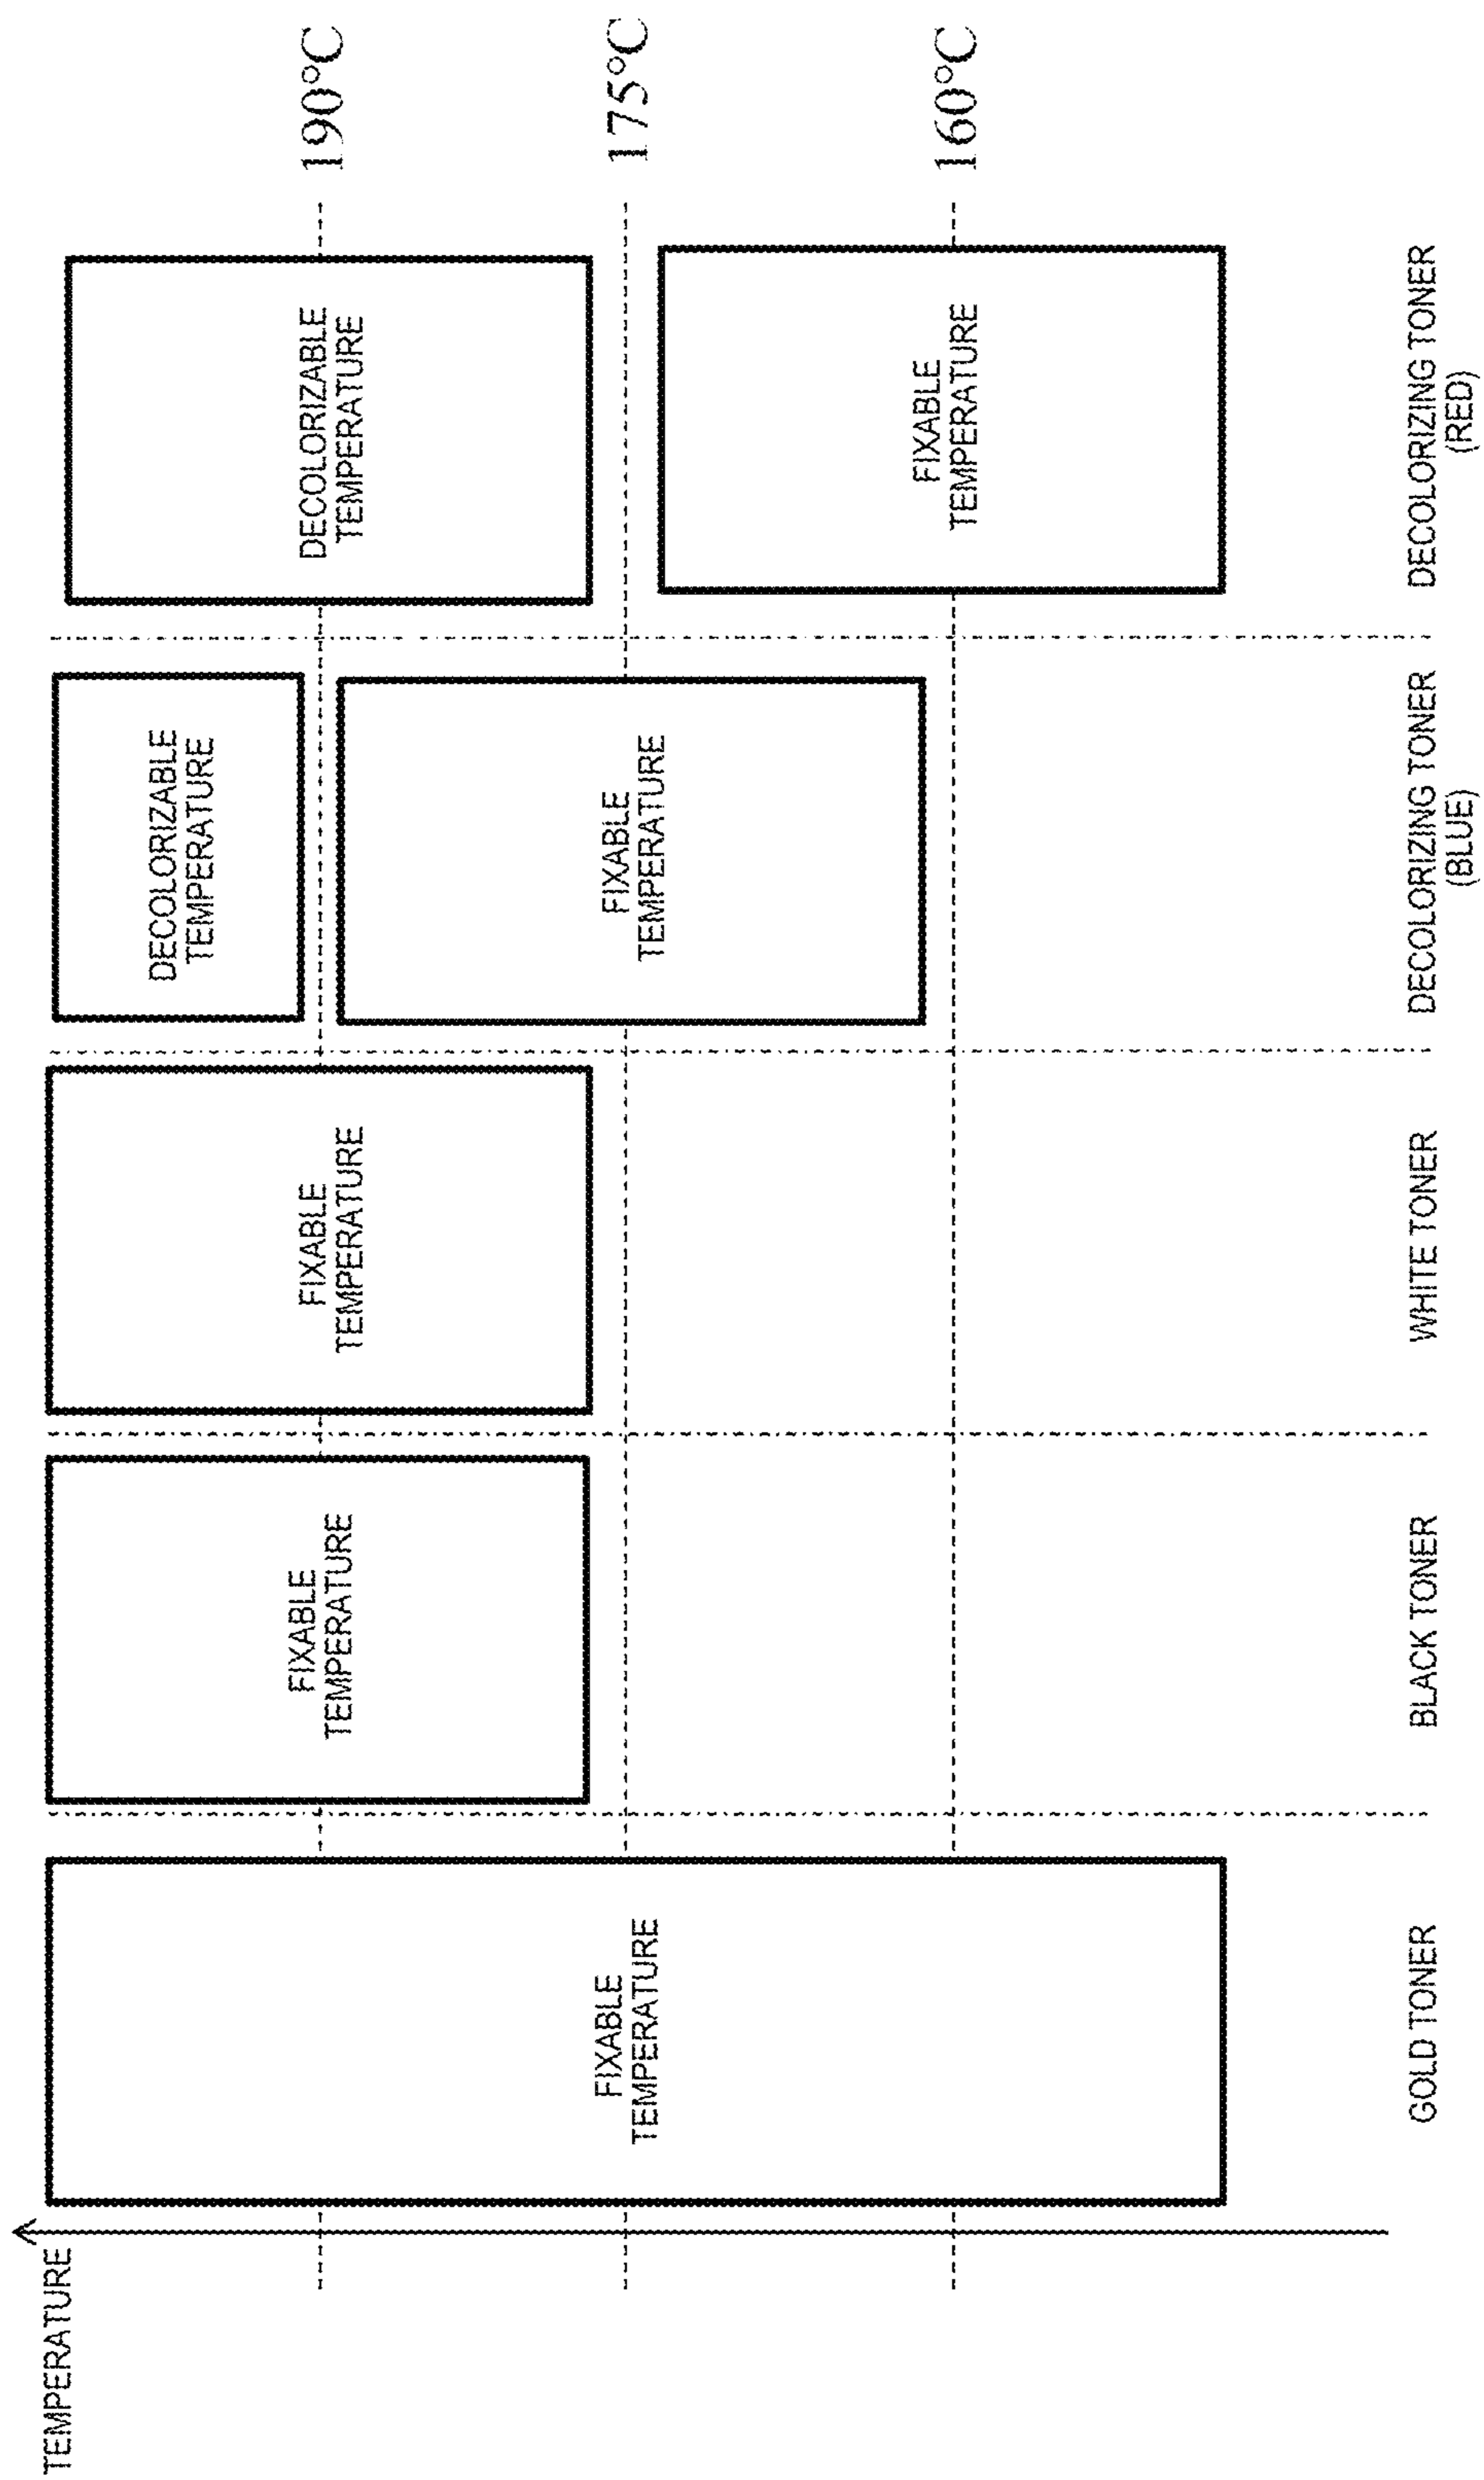 TEMPERATURE
190°C
175°C
160°C
FIXABLE
TEMPERATURE
FIXABLE
TEMPERATURE
FIXABLE
TEMPERATURE
DECOLORIZABLE
TEMPERATURE
FIXABLE
TEMPERATURE
DECOLORIZABLE
TEMPERATURE
FIXABLE
TEMPERATURE
GOLD TONER
BLACK TONER
WHITE TONER
DECOLORIZING TONER
(BLUE)
DECOLORIZING TONER
(RED)